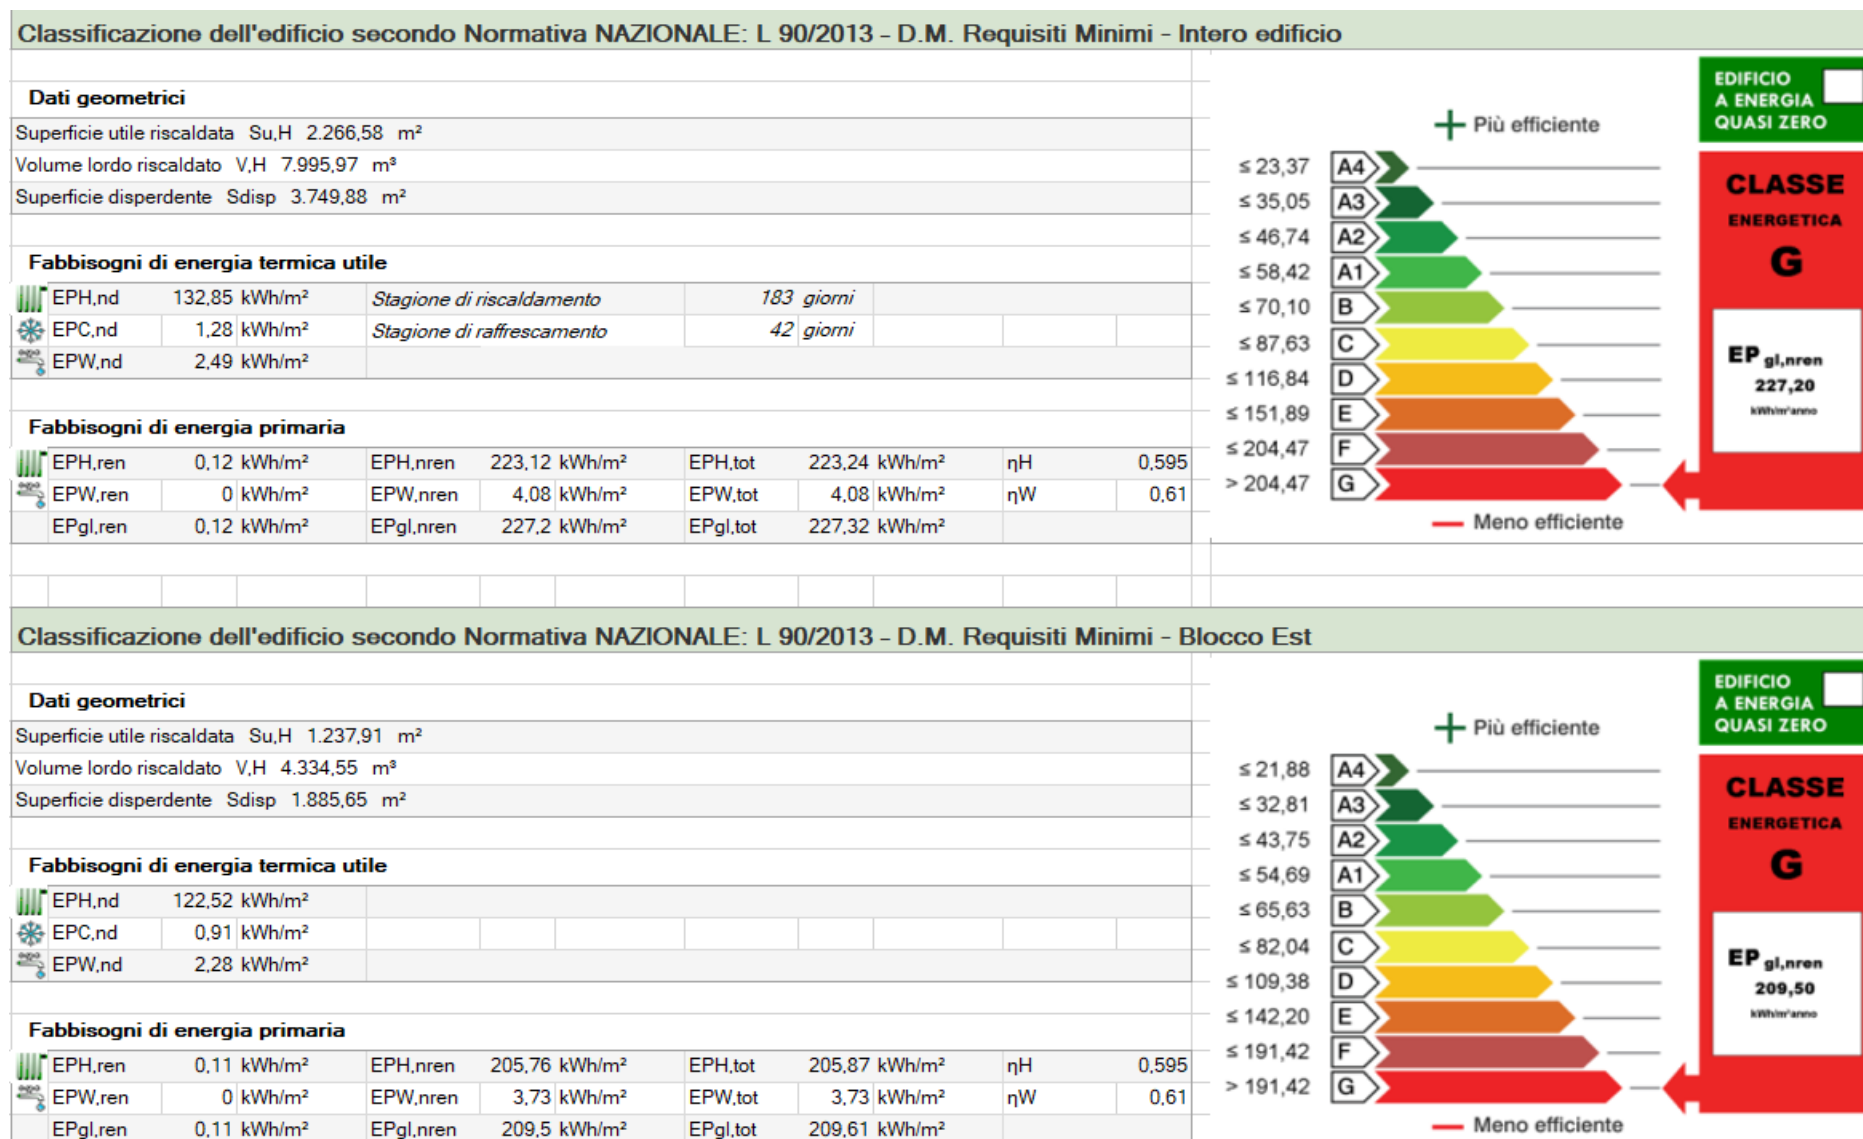 Classificazione dell'edificio secondo Normativa NAZIONALE: L 90/2013 - D.M. Requisiti Minimi - Intero edificio
Dati geometrici
Superficie utile riscaldata Su,H 2.266,58 m²
Volume lordo riscaldato V,H 7.995,97 m³
Superficie disperdente Sdisp 3.749,88 m²
Fabbisogni di energia termica utile
EPH,nd 132,85 kWh/m² Stagione di riscaldamento 183 giorni
EPC,nd 1,28 kWh/m² Stagione di raffrescamento 42 giorni
EPW,nd 2,49 kWh/m²
Fabbisogni di energia primaria
EPH,ren 0,12 kWh/m² EPH,nren 223,12 kWh/m² EPH,tot 223,24 kWh/m² ηH 0,595
EPW,ren 0 kWh/m² EPW,nren 4,08 kWh/m² EPW,tot 4,08 kWh/m² ηW 0,61
EPgl,ren 0,12 kWh/m² EPgl,nren 227,2 kWh/m² EPgl,tot 227,32 kWh/m²
Più efficiente
≤ 23,37 A4
≤ 35,05 A3
≤ 46,74 A2
≤ 58,42 A1
≤ 70,10 B
≤ 87,63 C
≤ 116,84 D
≤ 151,89 E
≤ 204,47 F
> 204,47 G
Meno efficiente
EDIFICIO
A ENERGIA
QUASI ZERO
CLASSE
ENERGETICA
G
EP gl,nren
227,20
kWh/m²anno
Classificazione dell'edificio secondo Normativa NAZIONALE: L 90/2013 - D.M. Requisiti Minimi - Blocco Est
Dati geometrici
Superficie utile riscaldata Su,H 1.237,91 m²
Volume lordo riscaldato V,H 4.334,55 m³
Superficie disperdente Sdisp 1.885,65 m²
Fabbisogni di energia termica utile
EPH,nd 122,52 kWh/m²
EPC,nd 0,91 kWh/m²
EPW,nd 2,28 kWh/m²
Fabbisogni di energia primaria
EPH,ren 0,11 kWh/m² EPH,nren 205,76 kWh/m² EPH,tot 205,87 kWh/m² ηH 0,595
EPW,ren 0 kWh/m² EPW,nren 3,73 kWh/m² EPW,tot 3,73 kWh/m² ηW 0,61
EPgl,ren 0,11 kWh/m² EPgl,nren 209,5 kWh/m² EPgl,tot 209,61 kWh/m²
Più efficiente
≤ 21,88 A4
≤ 32,81 A3
≤ 43,75 A2
≤ 54,69 A1
≤ 65,63 B
≤ 82,04 C
≤ 109,38 D
≤ 142,20 E
≤ 191,42 F
> 191,42 G
Meno efficiente
EDIFICIO
A ENERGIA
QUASI ZERO
CLASSE
ENERGETICA
G
EP gl,nren
209,50
kWh/m²anno